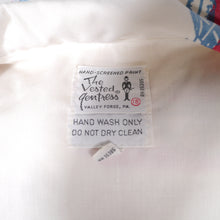 HAND-SCREENED PRINT
The
Vested
Gentress
VALLEY FORGE, PA.
HAND WASH ONLY
DO NOT DRY CLEAN